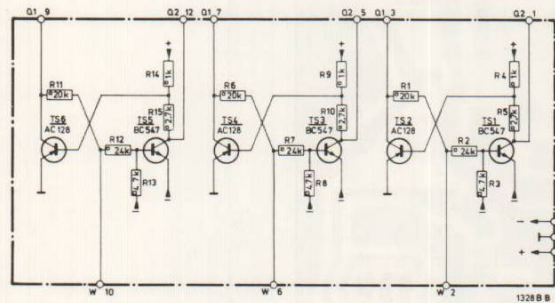 Q1 9 Q2 12 Q1 7 Q2 5 Q1 3 Q2 1
+ + +
R14 1k R9 1k R4 1k
R11 20k R6 20k R1 20k
R15 2,7k R10 2,7k R5 2,7k
TS6 AC128 TS5 BC547 TS4 AC128 TS3 BC547 TS2 AC128 TS1 BC547
R12 24k R7 24k R2 24k
R13 4,7k R8 4,7k R3 4,7k
-
+
W 10 W 6 W 2
1328BB